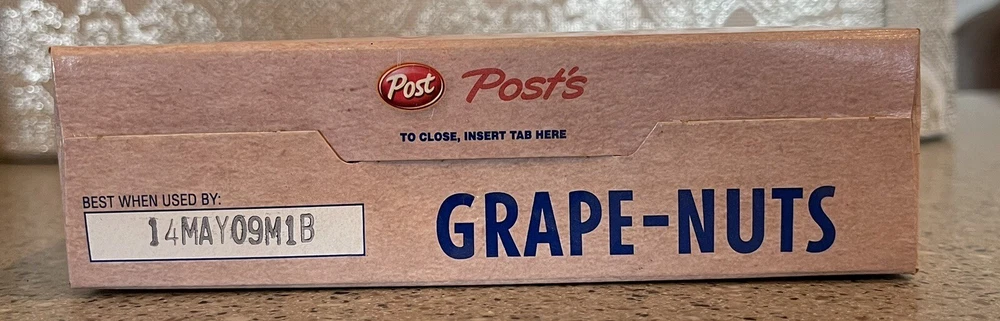 Post Post's
TO CLOSE, INSERT TAB HERE
BEST WHEN USED BY:
14MAY09M1B
GRAPE-NUTS